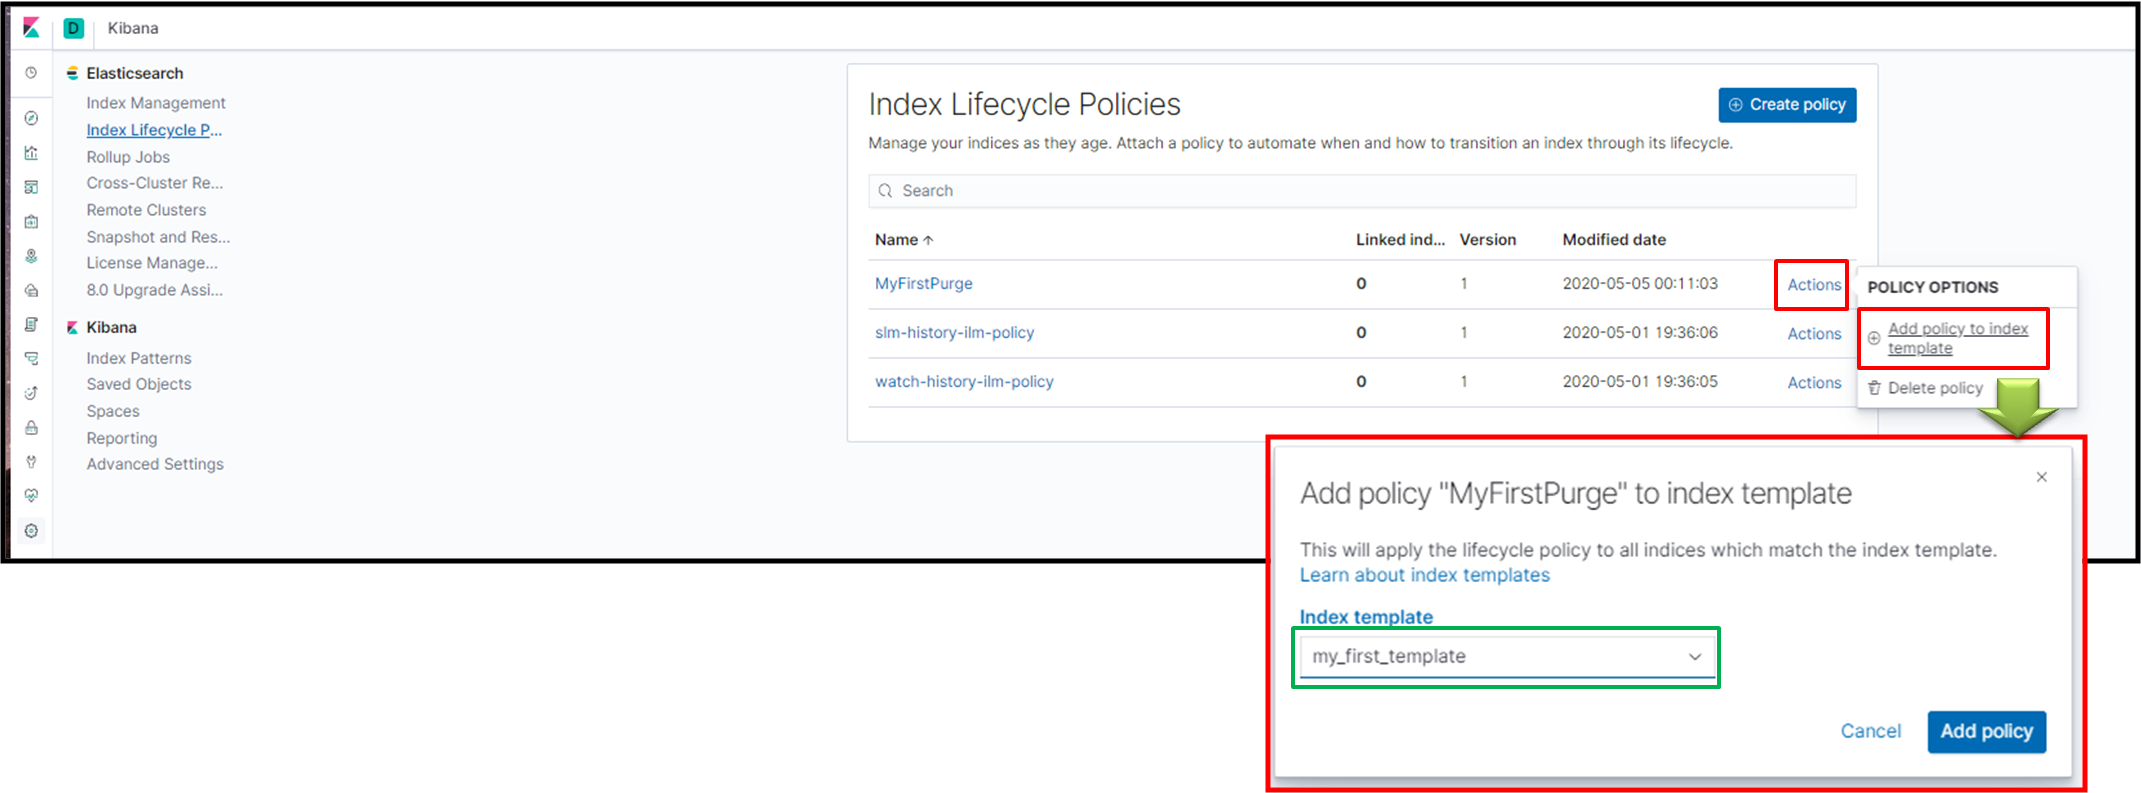 D Kibana
Elasticsearch
Index Management
Index Lifecycle P...
Rollup Jobs
Cross-Cluster Re...
Remote Clusters
Snapshot and Res...
License Manage...
8.0 Upgrade Assi...
Kibana
Index Patterns
Saved Objects
Spaces
Reporting
Advanced Settings
Index Lifecycle Policies
Create policy
Manage your indices as they age. Attach a policy to automate when and how to transition an index through its lifecycle.
Search
Name Linked ind... Version Modified date
MyFirstPurge 0 1 2020-05-05 00:11:03 Actions
slm-history-ilm-policy 0 1 2020-05-01 19:36:06 Actions
watch-history-ilm-policy 0 1 2020-05-01 19:36:05 Actions
POLICY OPTIONS
Add policy to index
template
Delete policy
Add policy "MyFirstPurge" to index template
This will apply the lifecycle policy to all indices which match the index template.
Learn about index templates
Index template
my_first_template
Cancel Add policy